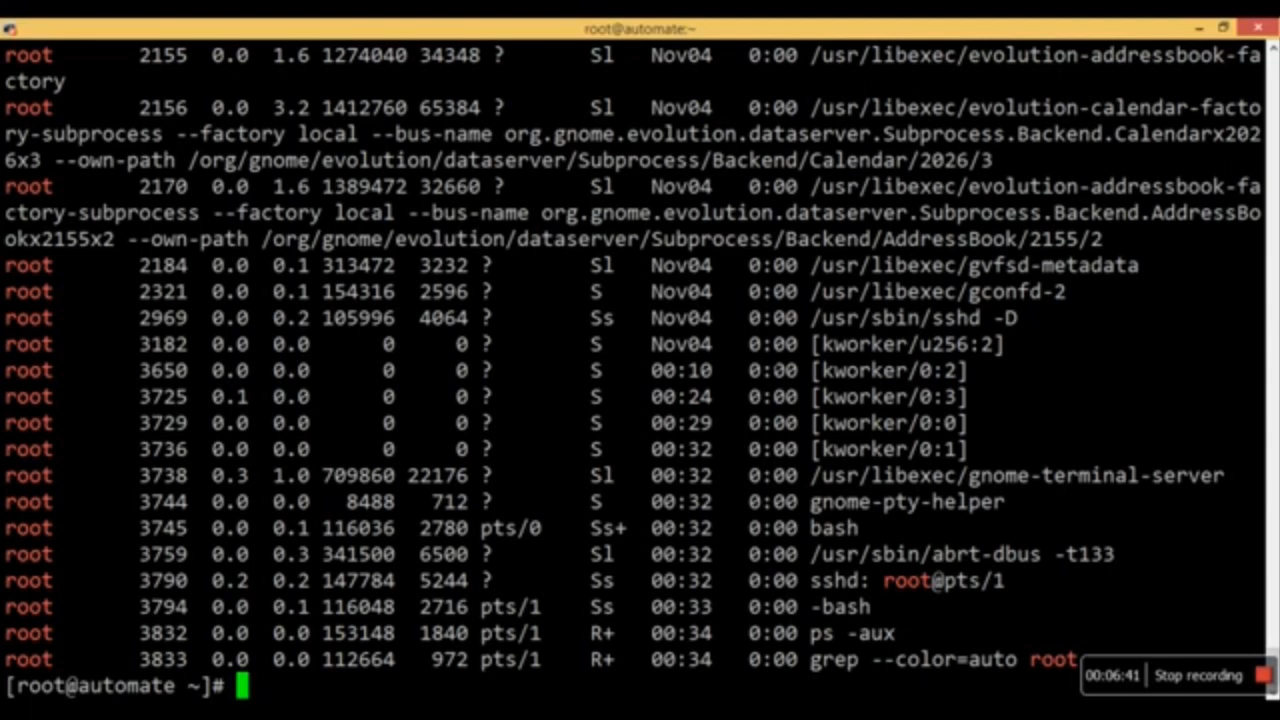 root@automate:~
root 2155 0.0 1.6 1274040 34348 ? Sl Nov04 0:00 /usr/libexec/evolution-addressbook-fa
ctory
root 2156 0.0 3.2 1412760 65384 ? Sl Nov04 0:00 /usr/libexec/evolution-calendar-facto
ry-subprocess --factory local --bus-name org.gnome.evolution.dataserver.Subprocess.Backend.Calendarx202
6x3 --own-path /org/gnome/evolution/dataserver/Subprocess/Backend/Calendar/2026/3
root 2170 0.0 1.6 1389472 32660 ? Sl Nov04 0:00 /usr/libexec/evolution-addressbook-fa
ctory-subprocess --factory local --bus-name org.gnome.evolution.dataserver.Subprocess.Backend.AddressBo
okx2155x2 --own-path /org/gnome/evolution/dataserver/Subprocess/Backend/AddressBook/2155/2
root 2184 0.0 0.1 313472 3232 ? Sl Nov04 0:00 /usr/libexec/gvfsd-metadata
root 2321 0.0 0.1 154316 2596 ? S Nov04 0:00 /usr/libexec/gconfd-2
root 2969 0.0 0.2 105996 4064 ? Ss Nov04 0:00 /usr/sbin/sshd -D
root 3182 0.0 0.0 0 0 ? S Nov04 0:00 [kworker/u256:2]
root 3650 0.0 0.0 0 0 ? S 00:10 0:00 [kworker/0:2]
root 3725 0.1 0.0 0 0 ? S 00:24 0:00 [kworker/0:3]
root 3729 0.0 0.0 0 0 ? S 00:29 0:00 [kworker/0:0]
root 3736 0.0 0.0 0 0 ? S 00:32 0:00 [kworker/0:1]
root 3738 0.3 1.0 709860 22176 ? Sl 00:32 0:00 /usr/libexec/gnome-terminal-server
root 3744 0.0 0.0 8488 712 ? S 00:32 0:00 gnome-pty-helper
root 3745 0.0 0.1 116036 2780 pts/0 Ss+ 00:32 0:00 bash
root 3759 0.0 0.3 341500 6500 ? Sl 00:32 0:00 /usr/sbin/abrt-dbus -t133
root 3790 0.2 0.2 147784 5244 ? Ss 00:32 0:00 sshd: root@pts/1
root 3794 0.0 0.1 116048 2716 pts/1 Ss 00:33 0:00 -bash
root 3832 0.0 0.0 153148 1840 pts/1 R+ 00:34 0:00 ps -aux
root 3833 0.0 0.0 112664 972 pts/1 R+ 00:34 0:00 grep --color=auto root
[root@automate ~]#
00:06:41 Stop recording